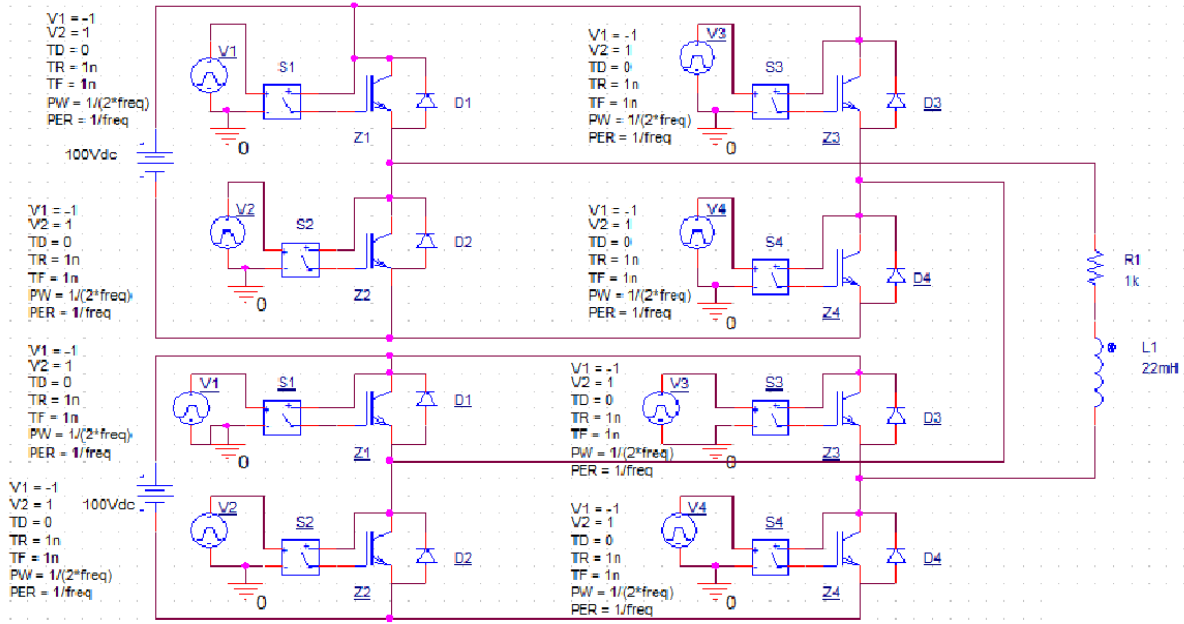 V1 = -1
V2 = 1
TD = 0
TR = 1n
TF = 1n
PW = 1/(2*freq)
PER = 1/freq
V1
S1
Z1
D1
0
100Vdc
V1 = -1
V2 = 1
TD = 0
TR = 1n
TF = 1n
PW = 1/(2*freq)
PER = 1/freq
V3
S3
Z3
D3
0
V1 = -1
V2 = 1
TD = 0
TR = 1n
TF = 1n
PW = 1/(2*freq)
PER = 1/freq
V2
S2
Z2
D2
0
V1 = -1
V2 = 1
TD = 0
TR = 1n
TF = 1n
PW = 1/(2*freq)
PER = 1/freq
V4
S4
Z4
D4
0
R1
1k
L1
22mH
V1 = -1
V2 = 1
TD = 0
TR = 1n
TF = 1n
PW = 1/(2*freq)
PER = 1/freq
V1
S1
Z1
D1
0
V1 = -1
V2 = 1
TD = 0
TR = 1n
TF = 1n
PW = 1/(2*freq)
PER = 1/freq
V3
S3
Z3
D3
0
V1 = -1
V2 = 1
TD = 0
TR = 1n
TF = 1n
PW = 1/(2*freq)
PER = 1/freq
100Vdc
V2
S2
Z2
D2
0
V1 = -1
V2 = 1
TD = 0
TR = 1n
TF = 1n
PW = 1/(2*freq)
PER = 1/freq
V4
S4
Z4
D4
0